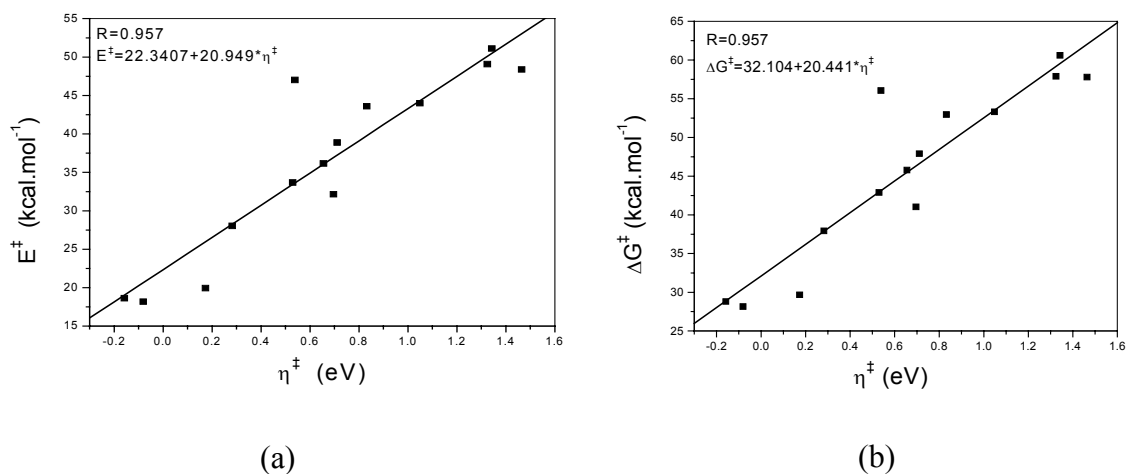 R=0.957
E‡=22.3407+20.949*η‡
E‡ (kcal.mol-1)
55
50
45
40
35
30
25
20
15
-0.2 0.0 0.2 0.4 0.6 0.8 1.0 1.2 1.4 1.6
η‡ (eV)
(a)
R=0.957
ΔG‡=32.104+20.441*η‡
ΔG‡ (kcal.mol-1)
65
60
55
50
45
40
35
30
25
-0.2 0.0 0.2 0.4 0.6 0.8 1.0 1.2 1.4 1.6
η‡ (eV)
(b)